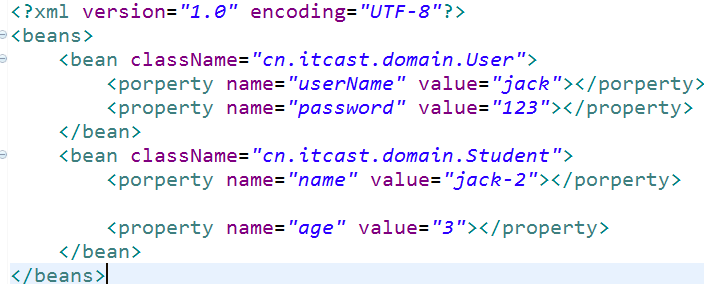 <?xml version="1.0" encoding="UTF-8"?>
<beans>
    <bean className="cn.itcast.domain.User">
        <porperty name="userName" value="jack"></porperty>
        <property name="password" value="123"></property>
    </bean>
    <bean className="cn.itcast.domain.Student">
        <porperty name="name" value="jack-2"></porperty>
        <property name="age" value="3"></property>
    </bean>
</beans>